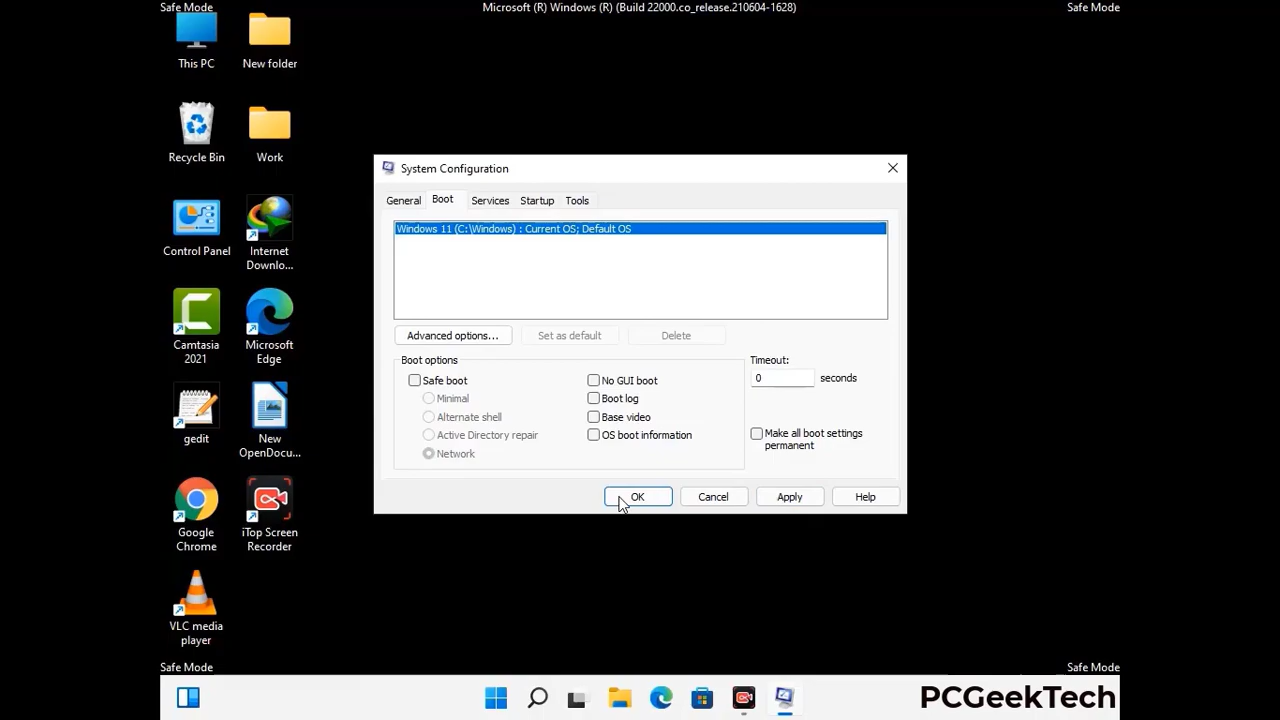 Safe Mode
Microsoft (R) Windows (R) (Build 22000.co_release.210604-1628)
Safe Mode
This PC
New folder
Recycle Bin
Work
Control Panel
Internet
Downlo...
Camtasia
2021
Microsoft
Edge
gedit
New
OpenDocu...
Google
Chrome
iTop Screen
Recorder
VLC media
player
System Configuration
General
Boot
Services
Startup
Tools
Windows 11 (C:\Windows) : Current OS; Default OS
Advanced options...
Set as default
Delete
Boot options
Safe boot
Minimal
Alternate shell
Active Directory repair
Network
No GUI boot
Boot log
Base video
OS boot information
Timeout:
0 seconds
Make all boot settings
permanent
OK
Cancel
Apply
Help
Safe Mode
Safe Mode
PCGeekTech